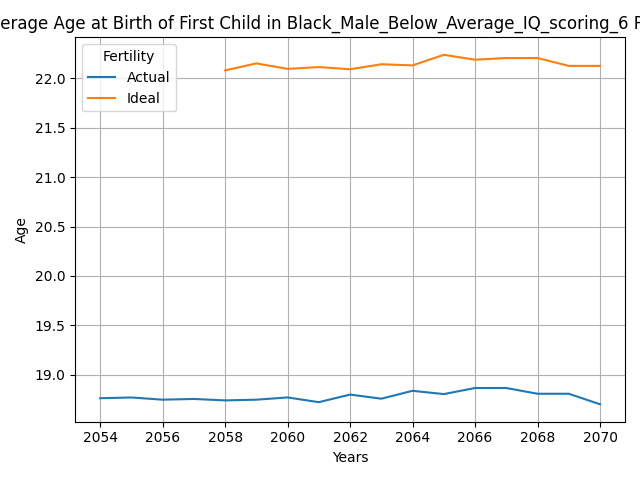 erage Age at Birth of First Child in Black_Male_Below_Average_IQ_scoring_6 F
Fertility
Actual
Ideal
22.0
21.5
21.0
20.5
20.0
19.5
19.0
Age
2054 2056 2058 2060 2062 2064 2066 2068 2070
Years